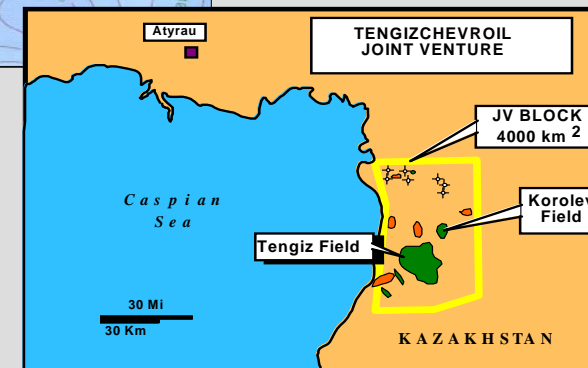 Atyrau
TENGIZCHEVROIL
JOINT VENTURE
JV BLOCK
4000 km 2
Caspian
Sea
Field
Tengiz Field
30 Mi
30 Km
KAZAKHSTAN